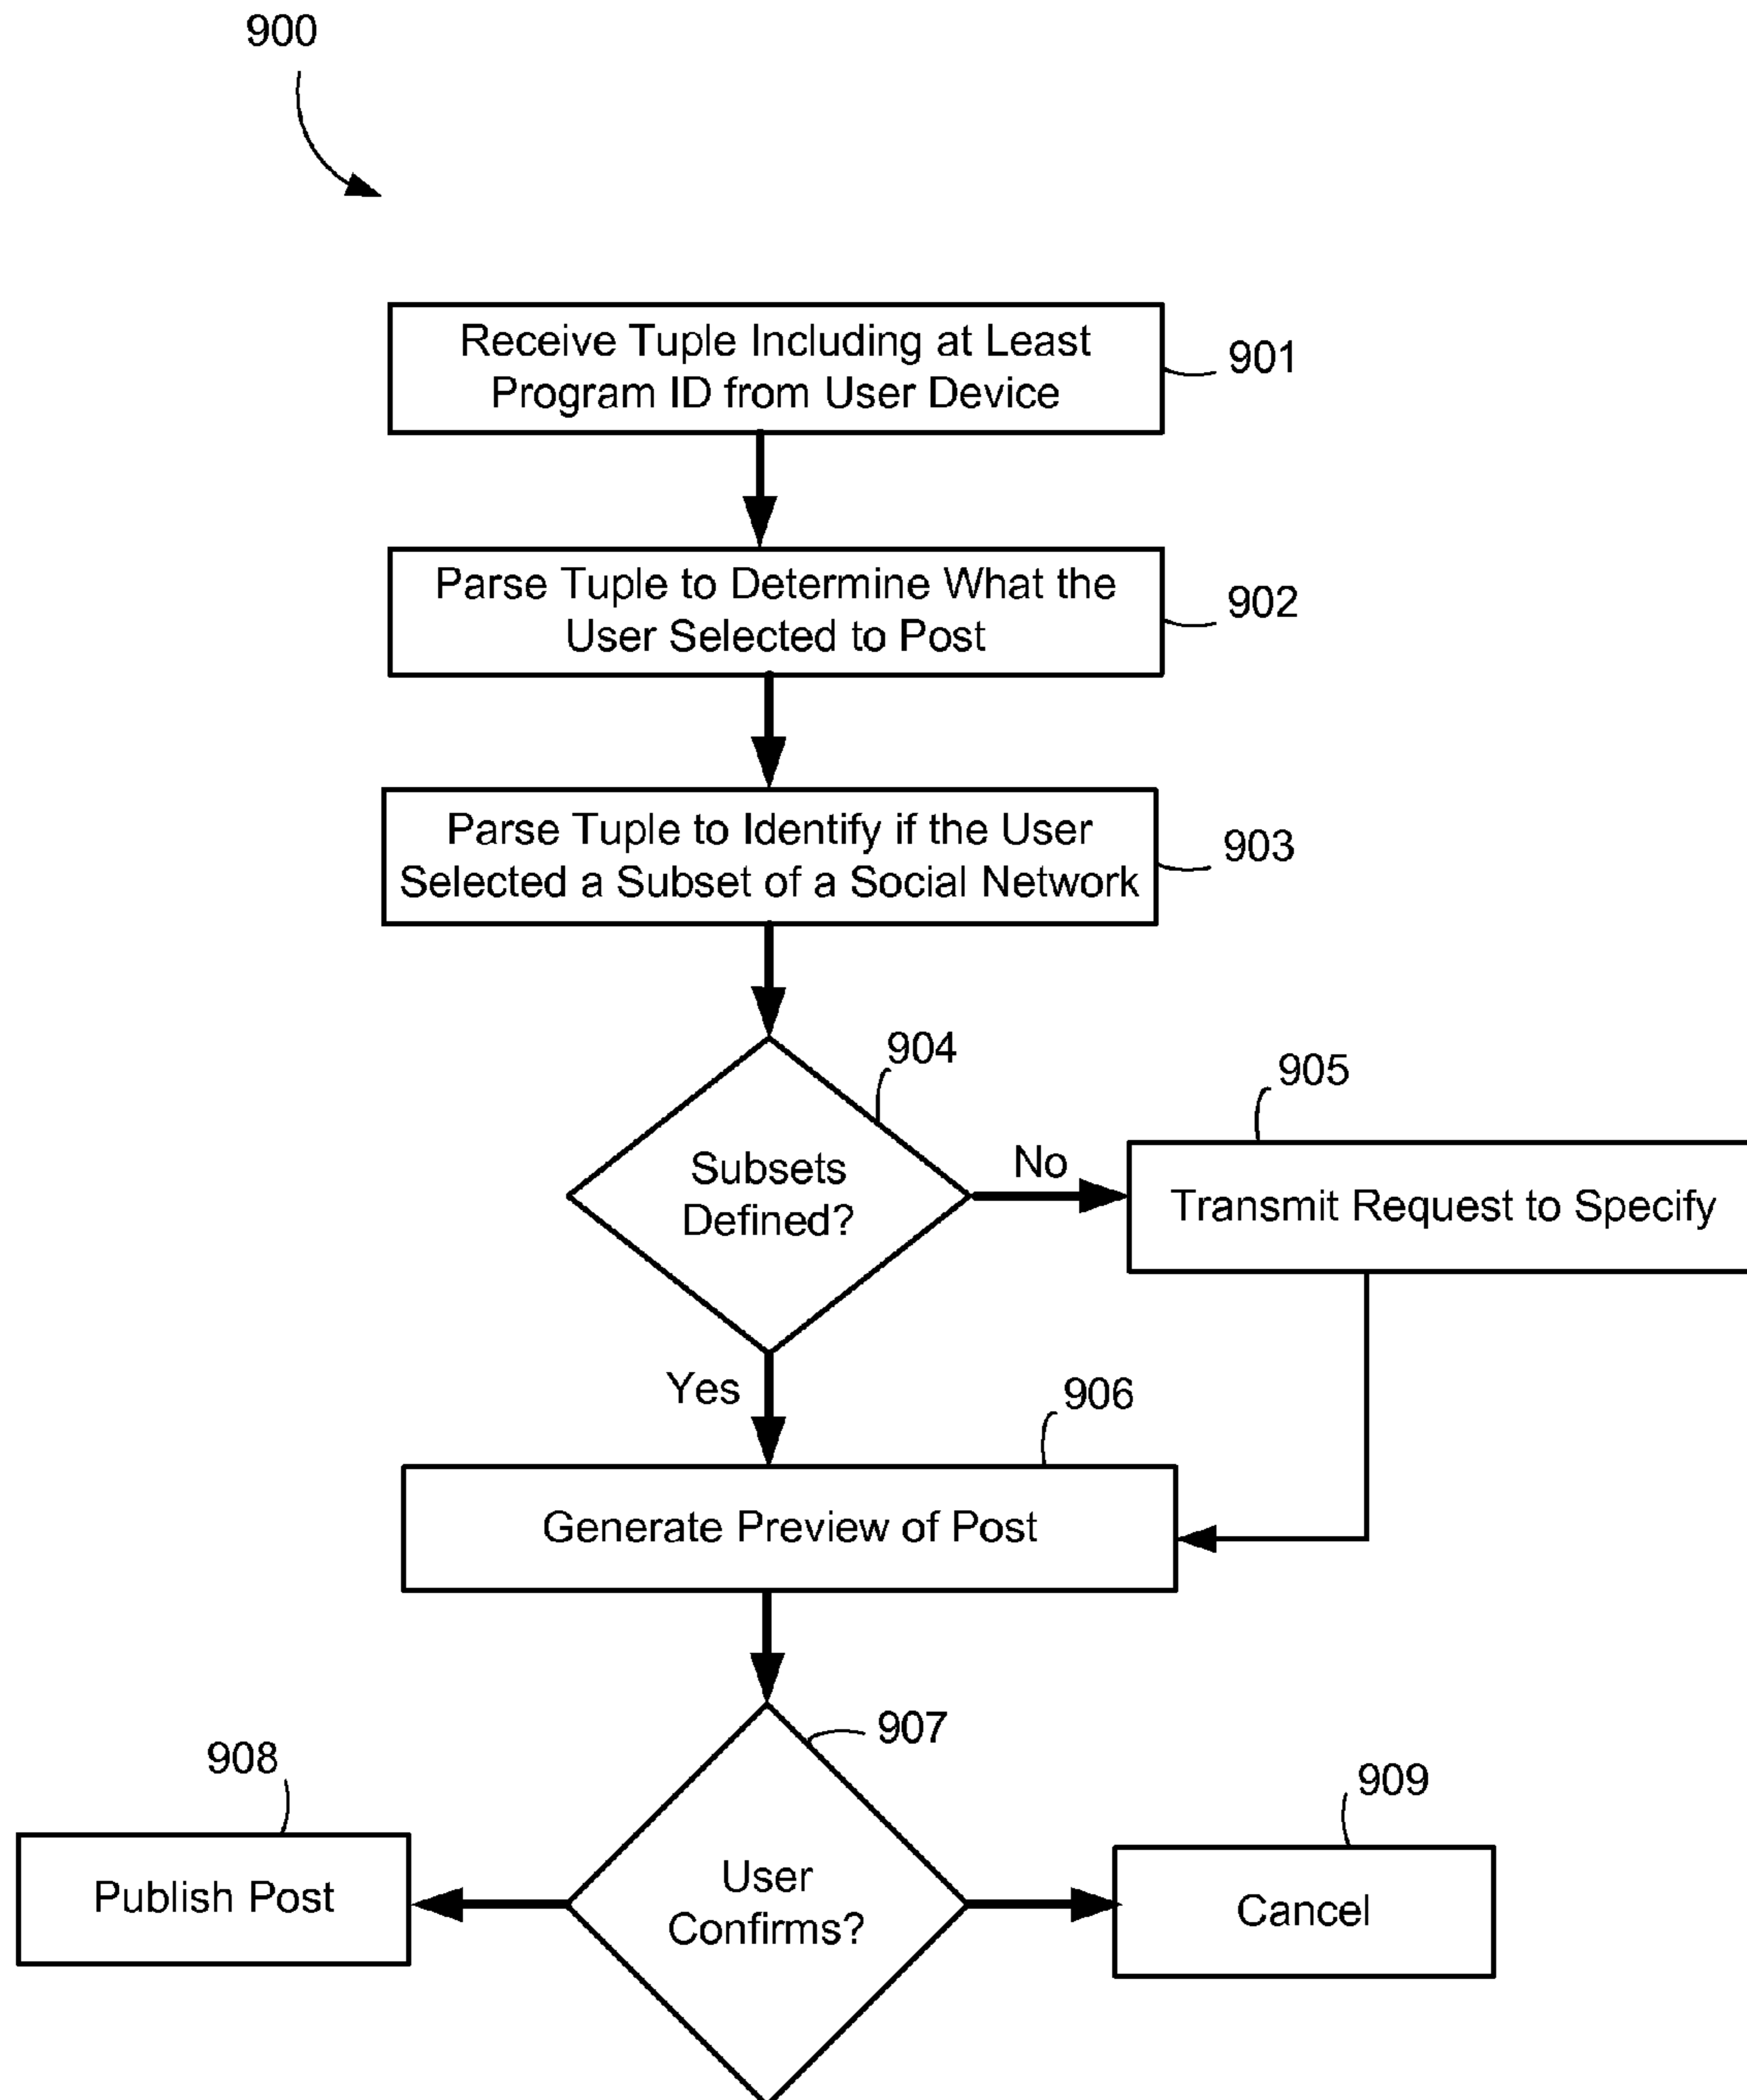 900
Receive Tuple Including at Least
Program ID from User Device
901
Parse Tuple to Determine What the
User Selected to Post
902
Parse Tuple to Identify if the User
Selected a Subset of a Social Network
903
904
Subsets
Defined?
No
905
Transmit Request to Specify
Yes
906
Generate Preview of Post
907
User
Confirms?
908
Publish Post
909
Cancel